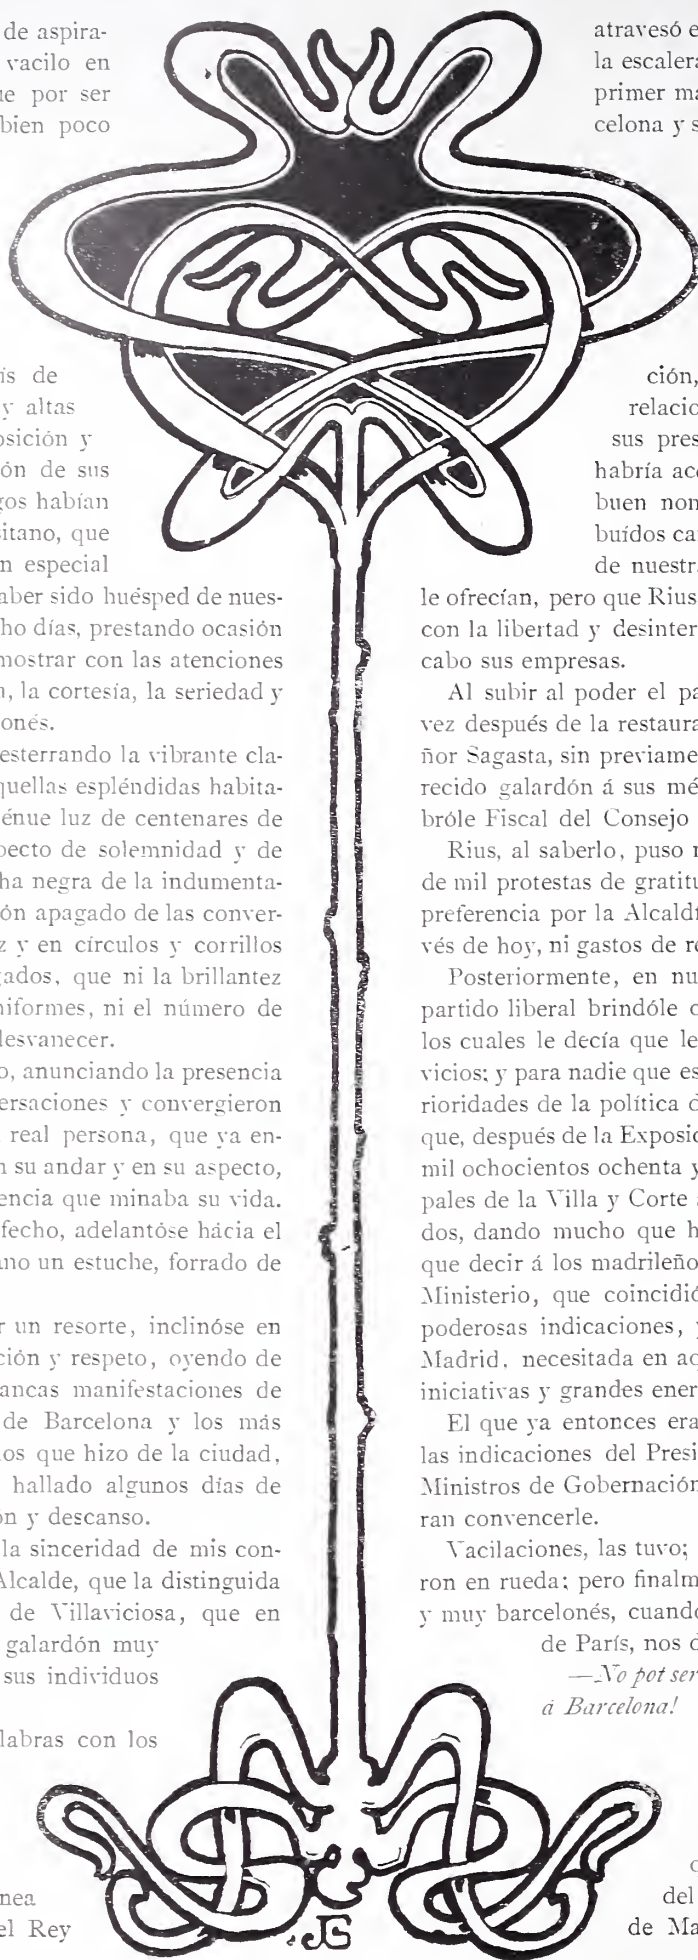 de aspira-
vacilo en
ue por ser
bien poco
ís de
y altas
osición y
ón de sus
gos habían
sitano, que
n especial
aber sido huésped de nues-
ho días, prestando ocasión
mostrar con las atenciones
n, la cortesía, la seriedad y
onés.
esterrando la vibrante cla-
quellas espléndidas habita-
énue luz de centenares de
pecto de solemnidad y de
ha negra de la indumenta-
ón apagado de las conver-
z y en círculos y corrillos
gados, que ni la brillantez
niformes, ni el número de
lesvanecer.
o, anunciando la presencia
ersaciones y convergieron
real persona, que ya en-
n su andar y en su aspecto,
encia que minaba su vida.
fecho, adelantóse hácia el
ano un estuche, forrado de
r un resorte, inclinóse en
ción y respeto, oyendo de
ancas manifestaciones de
de Barcelona y los más
ios que hizo de la ciudad,
hallado algunos días de
ón y descanso.
la sinceridad de mis con-
Alcalde, que la distinguida
de Villaviciosa, que en
galardón muy
sus individuos
labras con los
nea
el Rey
atravesó e
la escalera
primer ma
celona y s
ción,
relacio
sus pres
habría ac
buen non
buídos ca
de nuestra
le ofrecían, pero que Rius
con la libertad y desinter
cabo sus empresas.
Al subir al poder el pa
vez después de la restaura
ñor Sagasta, sin previame
recido galardón á sus mé
bróle Fiscal del Consejo
Rius, al saberlo, puso
de mil protestas de gratitu
preferencia por la Alcaldí
vés de hoy, ni gastos de re
Posteriormente, en nu
partido liberal brindóle
los cuales le decía que le
vicios; y para nadie que es
rioridades de la política d
que, después de la Exposi
mil ochocientos ochenta y
pales de la Villa y Corte
dos, dando mucho que h
que decir á los madrileño
Ministerio, que coincidió
poderosas indicaciones,
Madrid, necesitada en aq
iniciativas y grandes ener
El que ya entonces era
las indicaciones del Presi
Ministros de Gobernación
ran convencerle.
Vacilaciones, las tuvo;
ron en rueda; pero finalm
y muy barcelonés, cuando
de París, nos d
—No pot ser
á Barcelona!
del
de Ma
JG